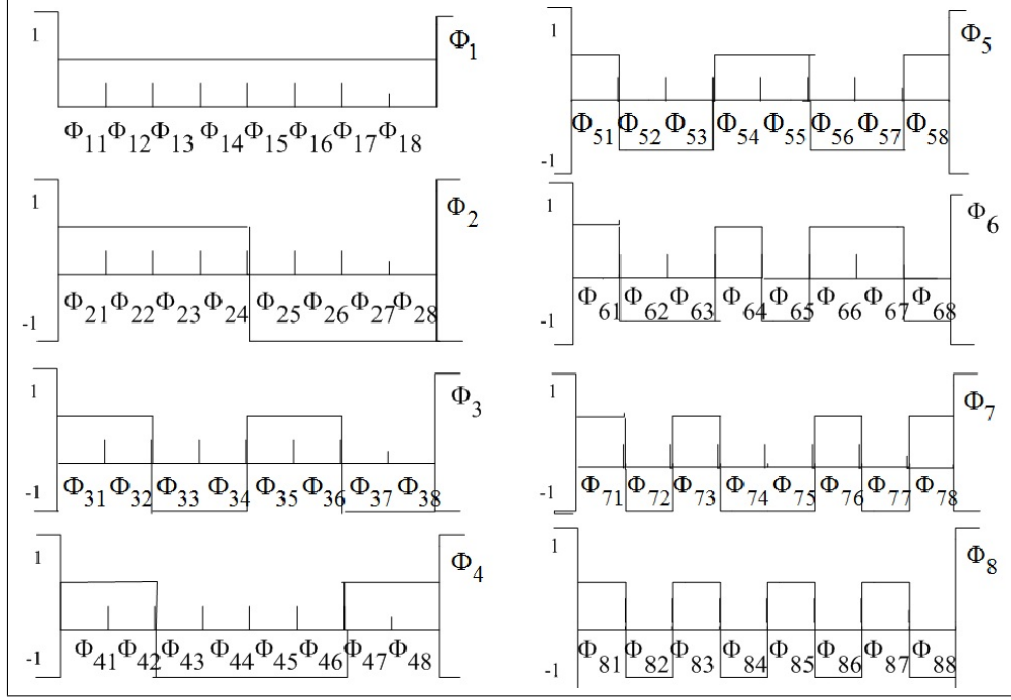 1 Φ1
Φ11 Φ12 Φ13 Φ14 Φ15 Φ16 Φ17 Φ18
1 Φ2
-1 Φ21 Φ22 Φ23 Φ24 Φ25 Φ26 Φ27 Φ28
1 Φ3
-1 Φ31 Φ32 Φ33 Φ34 Φ35 Φ36 Φ37 Φ38
1 Φ4
-1 Φ41 Φ42 Φ43 Φ44 Φ45 Φ46 Φ47 Φ48
1 Φ5
-1 Φ51 Φ52 Φ53 Φ54 Φ55 Φ56 Φ57 Φ58
1 Φ6
-1 Φ61 Φ62 Φ63 Φ64 Φ65 Φ66 Φ67 Φ68
1 Φ7
-1 Φ71 Φ72 Φ73 Φ74 Φ75 Φ76 Φ77 Φ78
1 Φ8
-1 Φ81 Φ82 Φ83 Φ84 Φ85 Φ86 Φ87 Φ88